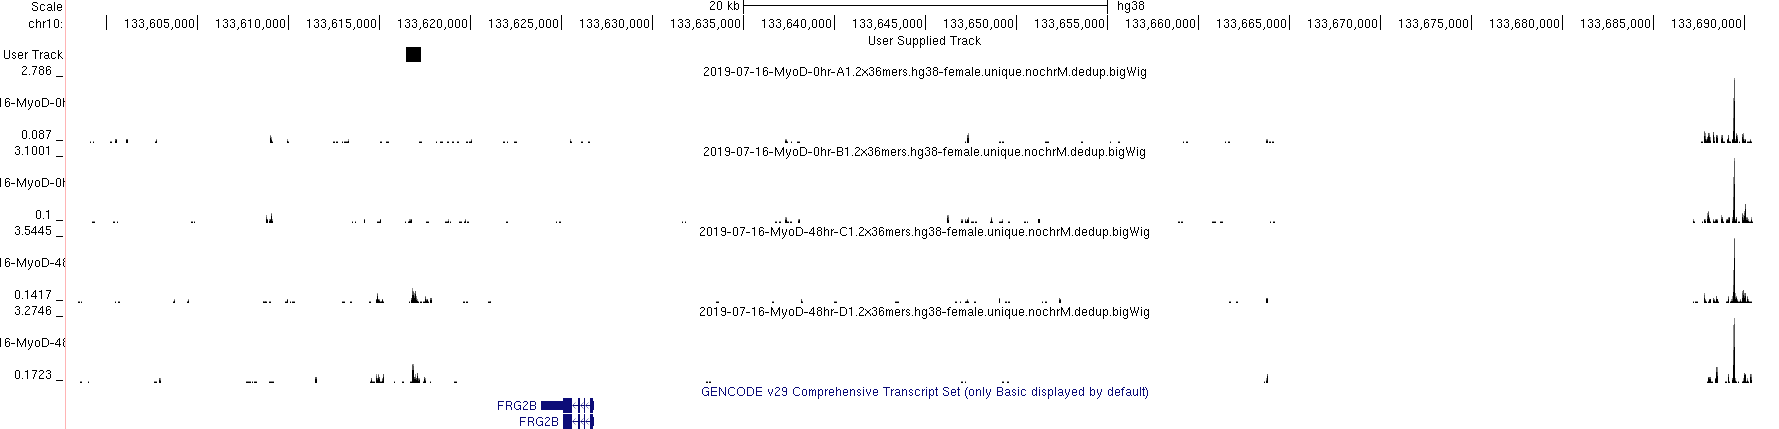 Scale 20 kb hg38
chr10: 133,605,000 133,610,000 133,615,000 133,620,000 133,625,000 133,630,000 133,635,000 133,640,000 133,645,000 133,650,000 133,655,000 133,660,000 133,665,000 133,670,000 133,675,000 133,680,000 133,685,000 133,690,000
User Supplied Track
User Track
2.786 _ 2019-07-16-MyoD-0hr-A1.2x36mers.hg38-female.unique.nochrM.dedup.bigWig
16-MyoD-0h
0.087 _
3.1001 _ 2019-07-16-MyoD-0hr-B1.2x36mers.hg38-female.unique.nochrM.dedup.bigWig
16-MyoD-0h
0.1 _
3.5445 _ 2019-07-16-MyoD-48hr-C1.2x36mers.hg38-female.unique.nochrM.dedup.bigWig
16-MyoD-48
0.1417 _
3.2746 _ 2019-07-16-MyoD-48hr-D1.2x36mers.hg38-female.unique.nochrM.dedup.bigWig
16-MyoD-48
0.1723 _
GENCODE v29 Comprehensive Transcript Set (only Basic displayed by default)
FRG2B
FRG2B